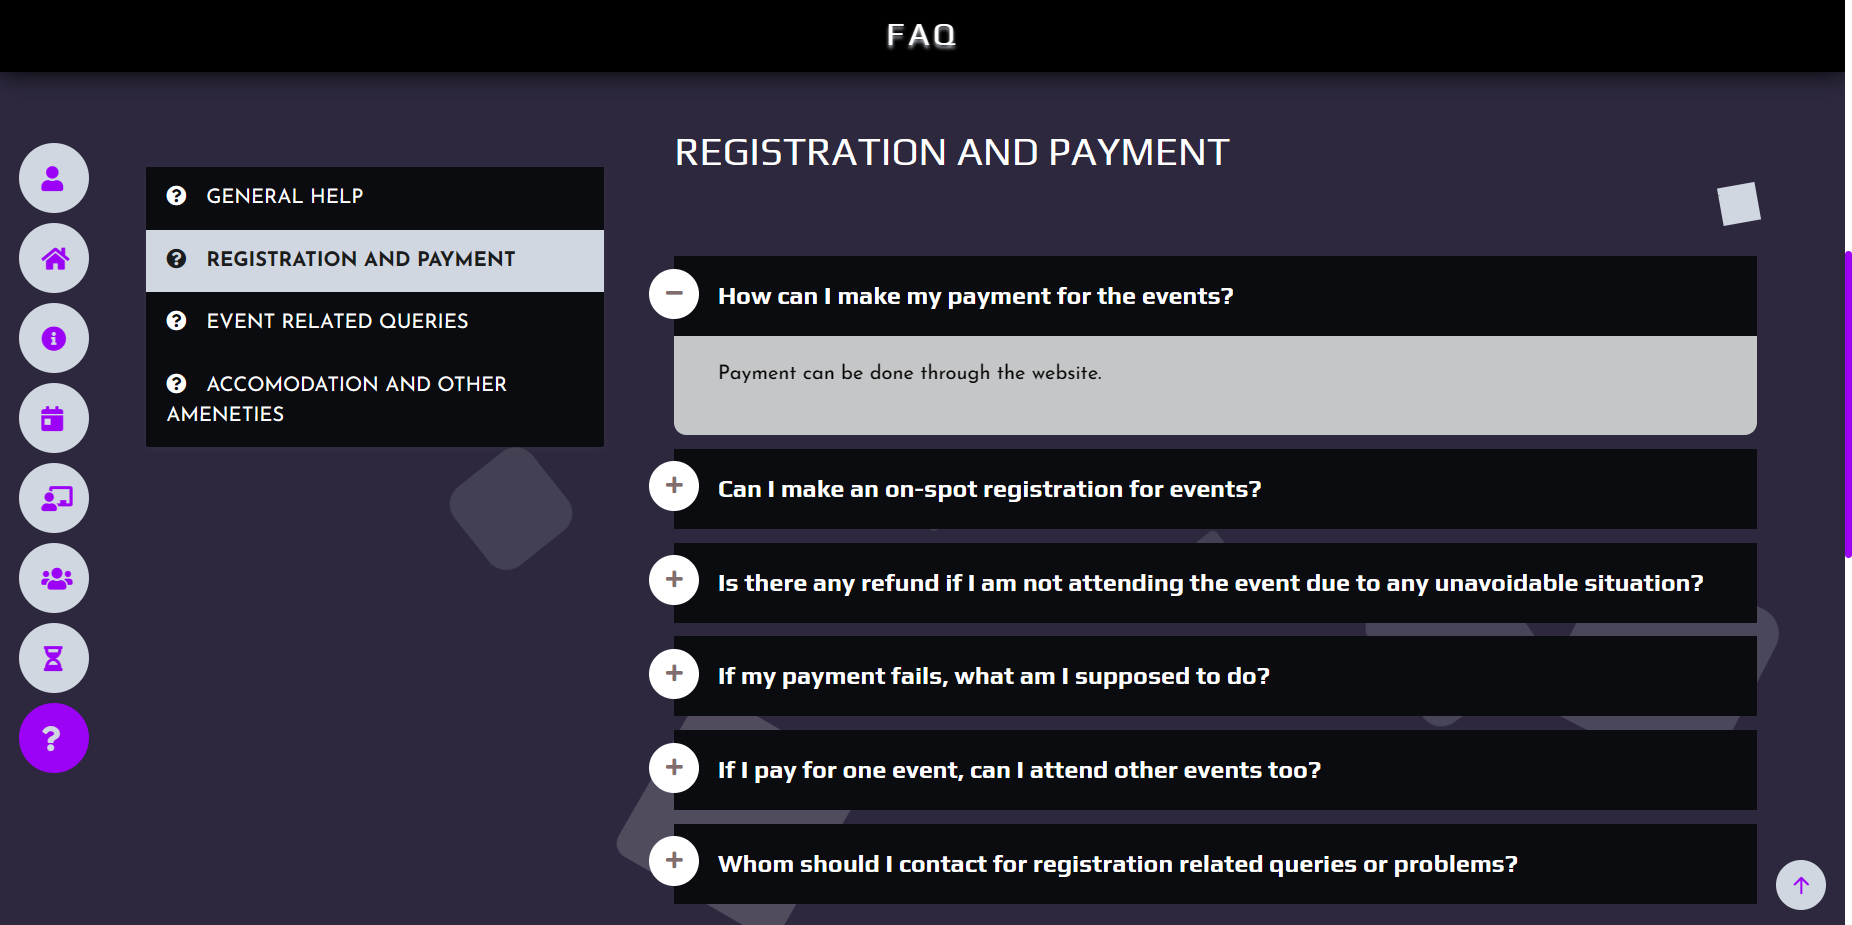 FAQ
GENERAL HELP
REGISTRATION AND PAYMENT
EVENT RELATED QUERIES
ACCOMODATION AND OTHER
AMENETIES
REGISTRATION AND PAYMENT
How can I make my payment for the events?
Payment can be done through the website.
Can I make an on-spot registration for events?
Is there any refund if I am not attending the event due to any unavoidable situation?
If my payment fails, what am I supposed to do?
If I pay for one event, can I attend other events too?
Whom should I contact for registration related queries or problems?